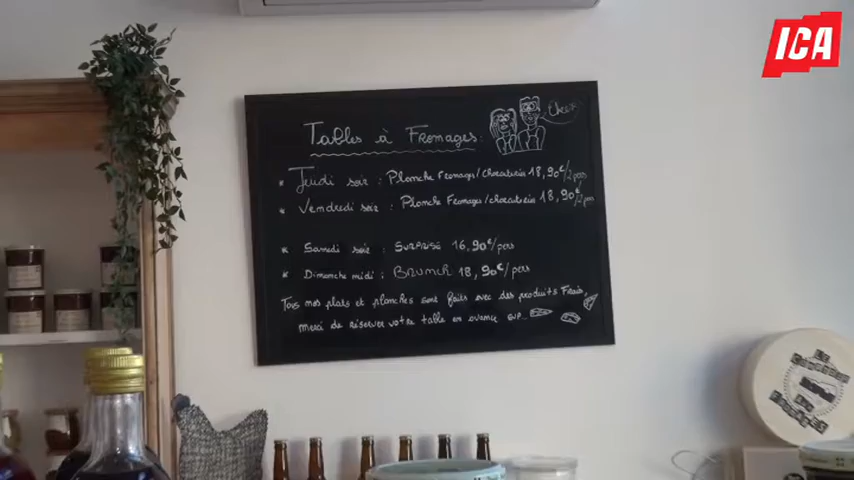 ICA
Tables à Fromages:
Cheese
* Jeudi soir : Planche Fromages/charcuterie 18,90€/2pers
* Vendredi soir : Planche Fromages/charcuterie 18,90€/2pers
* Samedi soir : SURPRISE 16,90€/pers
* Dimanche midi : BRUNCH 18,90€/pers
Tous nos plats et planches sont faits avec des produits Frais,
merci de réserver votre table en avance SVP..